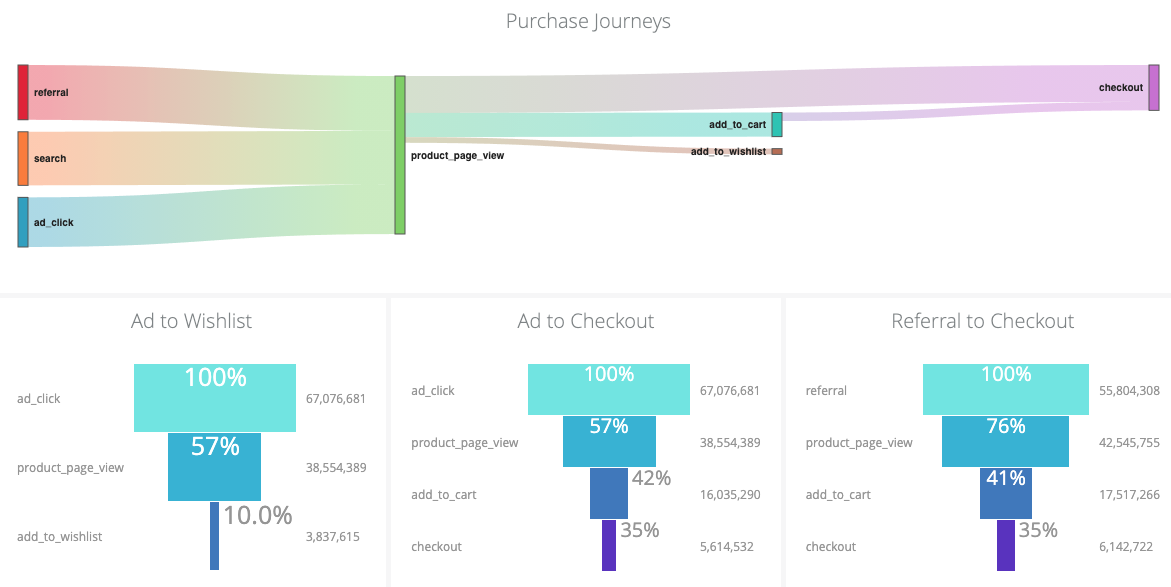 Purchase Journeys
referral
checkout
add_to_cart
add_to_wishlist
product_page_view
search
ad_click
Ad to Wishlist
100%
ad_click
67,076,681
57%
product_page_view
38,554,389
10.0%
add_to_wishlist
3,837,615
Ad to Checkout
100%
ad_click
67,076,681
57%
product_page_view
38,554,389
42%
add_to_cart
16,035,290
35%
checkout
5,614,532
Referral to Checkout
100%
referral
55,804,308
76%
product_page_view
42,545,755
41%
add_to_cart
17,517,266
35%
checkout
6,142,722